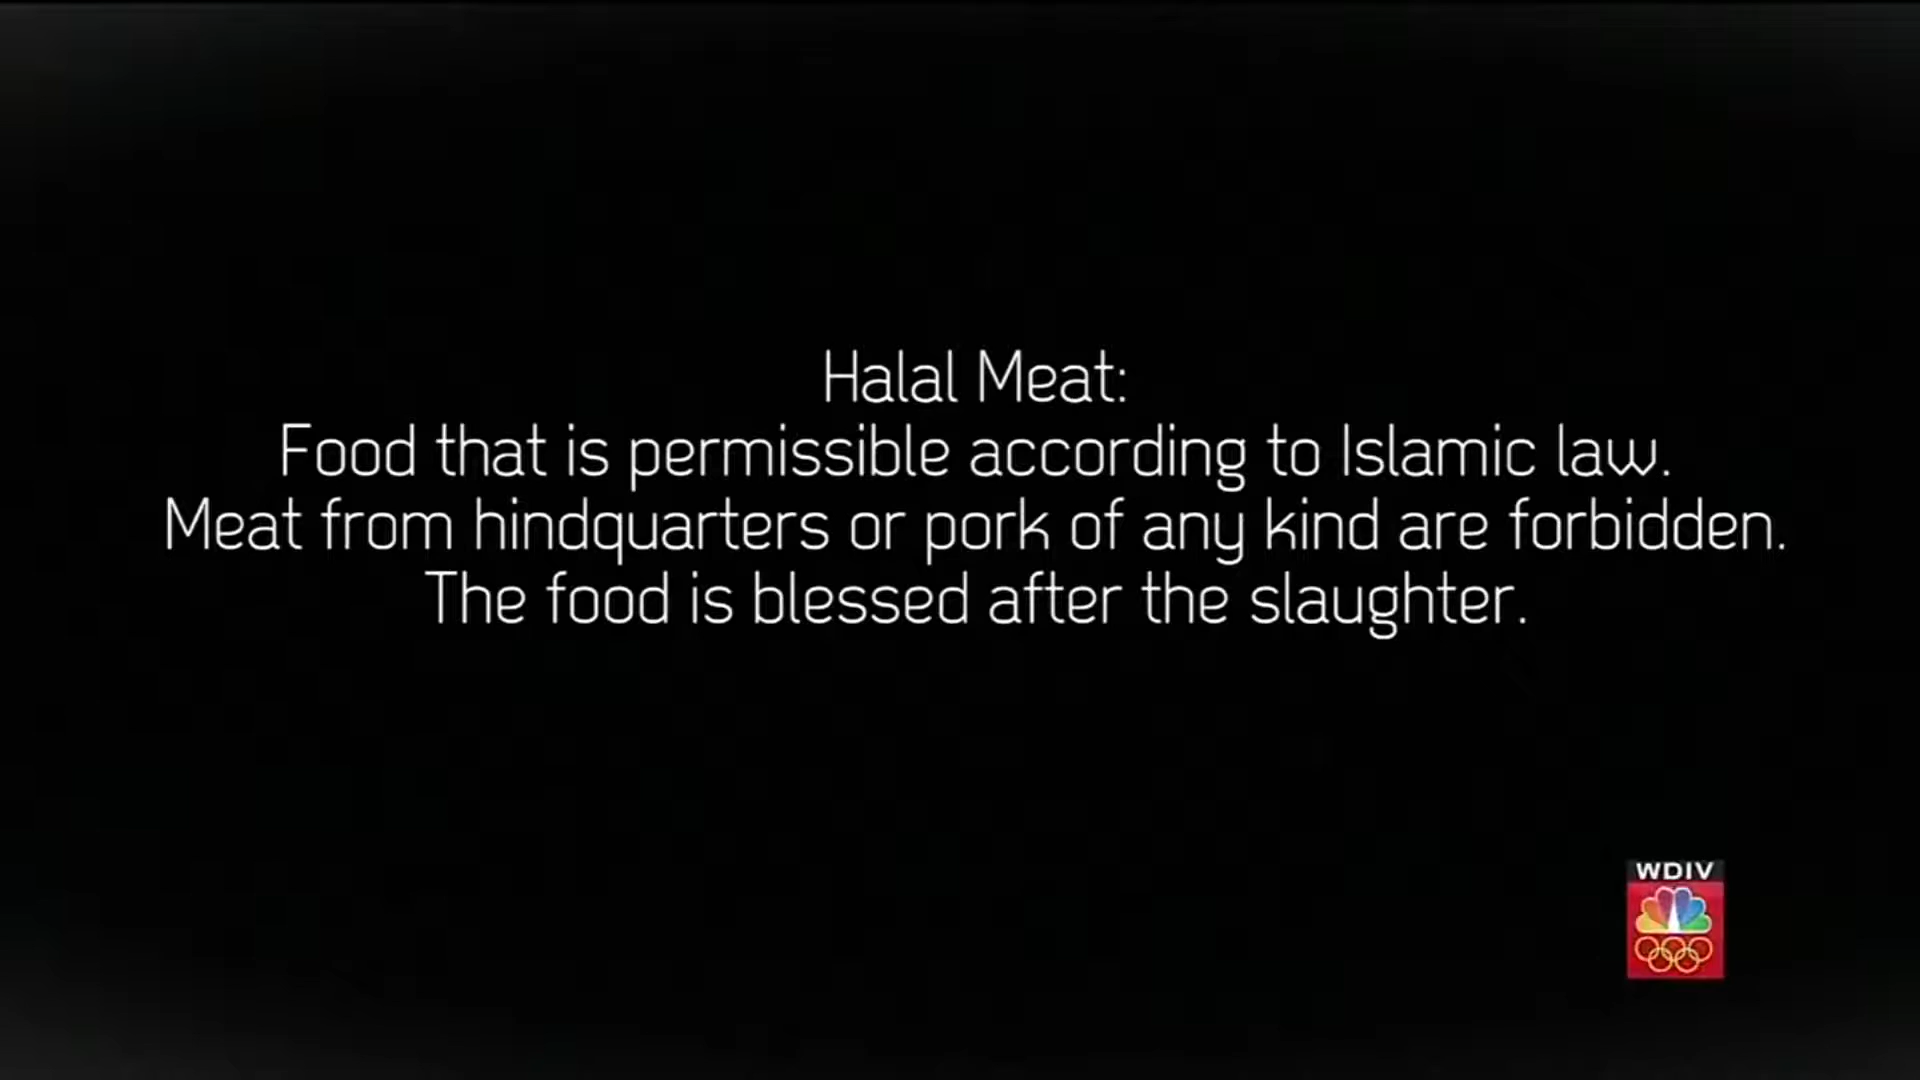 Halal Meat:
Food that is permissible according to Islamic law.
Meat from hindquarters or pork of any kind are forbidden.
The food is blessed after the slaughter.
WDIV